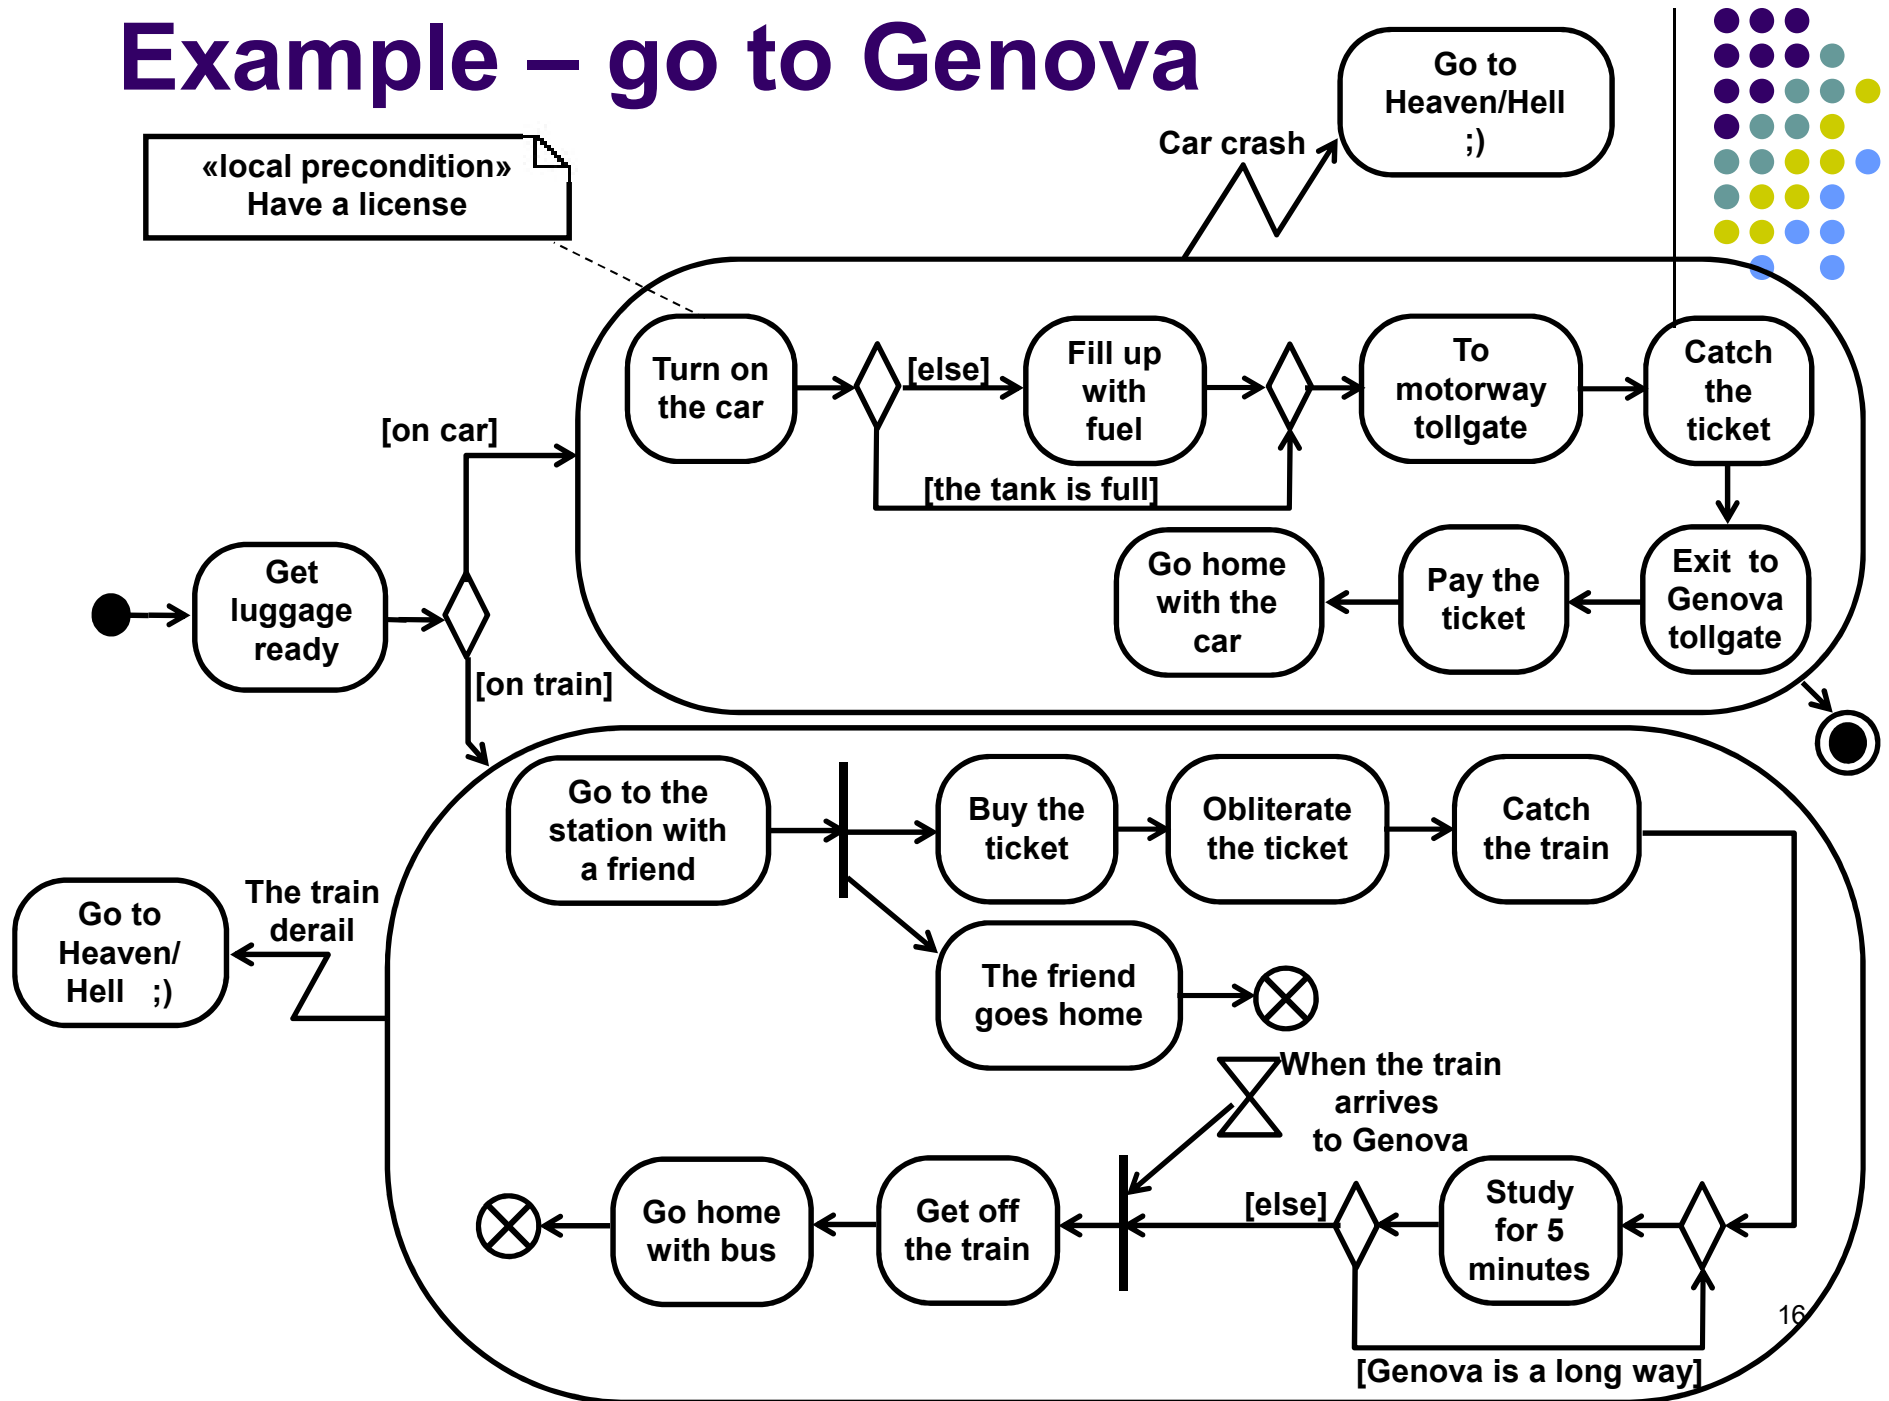 Example – go to Genova
Go to
Heaven/Hell
;)
Car crash
«local precondition»
Have a license
Turn on
the car
[else]
Fill up
with
fuel
To
motorway
tollgate
Catch
the
ticket
[on car]
[the tank is full]
Go home
with the
car
Pay the
ticket
Exit to
Genova
tollgate
Get
luggage
ready
[on train]
Go to the
station with
a friend
Buy the
ticket
Obliterate
the ticket
Catch
the train
The train
derail
Go to
Heaven/
Hell ;)
The friend
goes home
When the train
arrives
to Genova
Go home
with bus
Get off
the train
[else]
Study
for 5
minutes
16
[Genova is a long way]